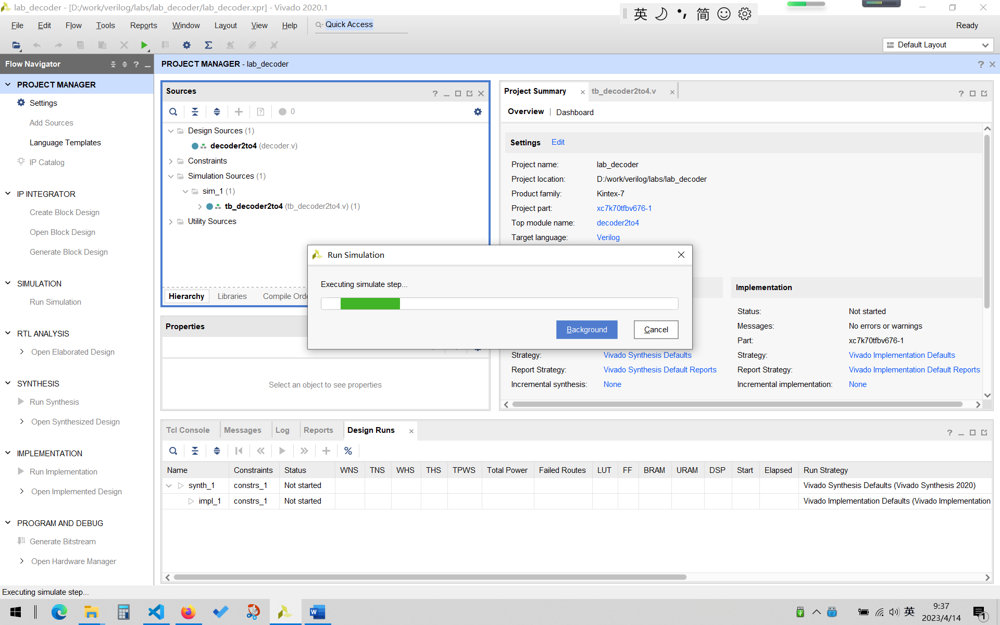 lab_decoder - [D:/work/verilog/labs/lab_decoder/lab_decoder.xpr] - Vivado 2020.1
英 简
File Edit Flow Tools Reports Window Layout View Help Quick Access Ready
Default Layout
Flow Navigator
PROJECT MANAGER - lab_decoder
PROJECT MANAGER
Settings
Add Sources
Language Templates
IP Catalog
IP INTEGRATOR
Create Block Design
Open Block Design
Generate Block Design
SIMULATION
Run Simulation
RTL ANALYSIS
Open Elaborated Design
SYNTHESIS
Run Synthesis
Open Synthesized Design
IMPLEMENTATION
Run Implementation
Open Implemented Design
PROGRAM AND DEBUG
Generate Bitstream
Open Hardware Manager
Sources
0
Design Sources (1)
decoder2to4 (decoder.v)
Constraints
Simulation Sources (1)
sim_1 (1)
tb_decoder2to4 (tb_decoder2to4.v) (1)
Utility Sources
Hierarchy Libraries Compile Orde
Properties
Select an object to see properties
Project Summary tb_decoder2to4.v
Overview | Dashboard
Settings Edit
Project name: lab_decoder
Project location: D:/work/verilog/labs/lab_decoder
Product family: Kintex-7
Project part: xc7k70tfbv676-1
Top module name: decoder2to4
Target language: Verilog
Run Simulation
Executing simulate step...
Background Cancel
Implementation
Status: Not started
Messages: No errors or warnings
Part: xc7k70tfbv676-1
Strategy: Vivado Synthesis Defaults Strategy: Vivado Implementation Defaults
Report Strategy: Vivado Synthesis Default Reports Report Strategy: Vivado Implementation Default Reports
Incremental synthesis: None Incremental implementation: None
Tcl Console Messages Log Reports Design Runs
Name Constraints Status WNS TNS WHS THS TPWS Total Power Failed Routes LUT FF BRAM URAM DSP Start Elapsed Run Strategy
synth_1 constrs_1 Not started Vivado Synthesis Defaults (Vivado Synthesis 2020)
impl_1 constrs_1 Not started Vivado Implementation Defaults (Vivado Implementation
Executing simulate step...
英 9:37
2023/4/14
1